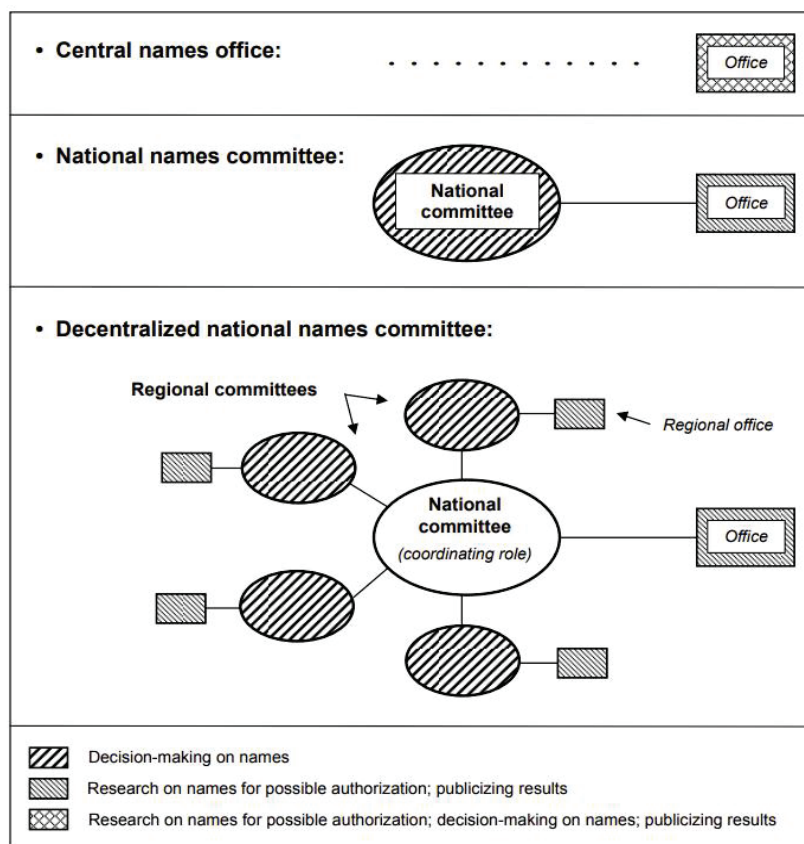 • Central names office:
Office
• National names committee:
National
committee
Office
• Decentralized national names committee:
Regional committees
Regional office
National
committee
(coordinating role)
Office
Decision-making on names
Research on names for possible authorization; publicizing results
Research on names for possible authorization; decision-making on names; publicizing results